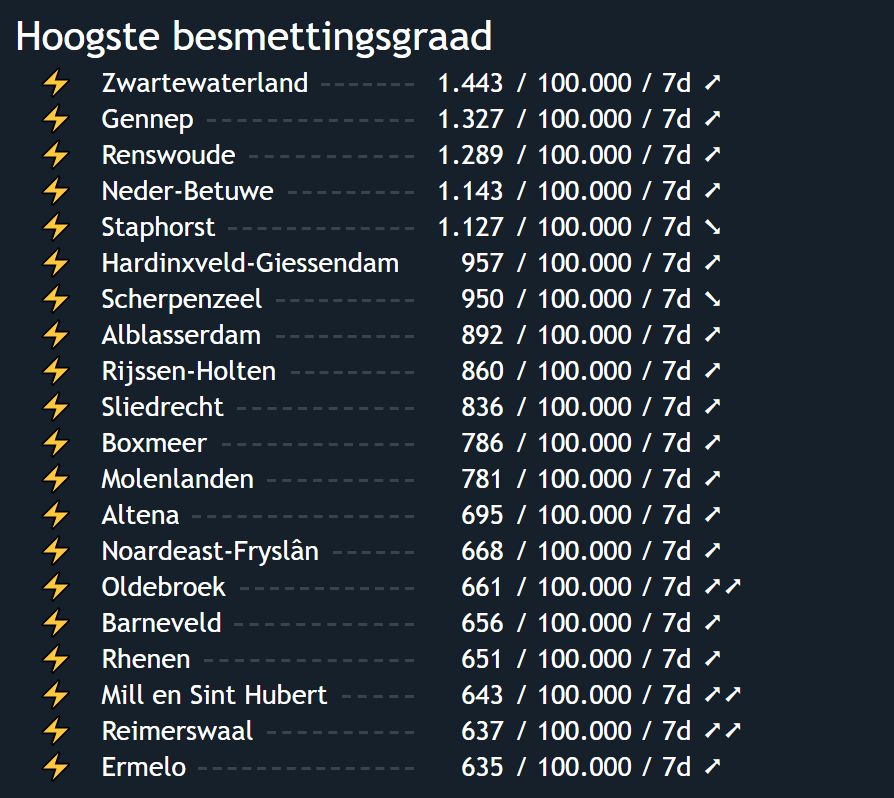 Hoogste besmettingsgraad
⚡ Zwartewaterland ------- 1.443 / 100.000 / 7d ➚
⚡ Gennep ---------------- 1.327 / 100.000 / 7d ➚
⚡ Renswoude ------------- 1.289 / 100.000 / 7d ➚
⚡ Neder-Betuwe ---------- 1.143 / 100.000 / 7d ➚
⚡ Staphorst -------------- 1.127 / 100.000 / 7d ➘
⚡ Hardinxveld-Giessendam 957 / 100.000 / 7d ➚
⚡ Scherpenzeel ----------- 950 / 100.000 / 7d ➘
⚡ Alblasserdam ----------- 892 / 100.000 / 7d ➚
⚡ Rijssen-Holten ---------- 860 / 100.000 / 7d ➚
⚡ Sliedrecht -------------- 836 / 100.000 / 7d ➚
⚡ Boxmeer --------------- 786 / 100.000 / 7d ➚
⚡ Molenlanden ------------ 781 / 100.000 / 7d ➚
⚡ Altena ----------------- 695 / 100.000 / 7d ➚
⚡ Noardeast-Fryslân ------ 668 / 100.000 / 7d ➚
⚡ Oldebroek -------------- 661 / 100.000 / 7d ➚➚
⚡ Barneveld -------------- 656 / 100.000 / 7d ➚
⚡ Rhenen ---------------- 651 / 100.000 / 7d ➚
⚡ Mill en Sint Hubert ------ 643 / 100.000 / 7d ➚➚
⚡ Reimerswaal ------------ 637 / 100.000 / 7d ➚➚
⚡ Ermelo ----------------- 635 / 100.000 / 7d ➚